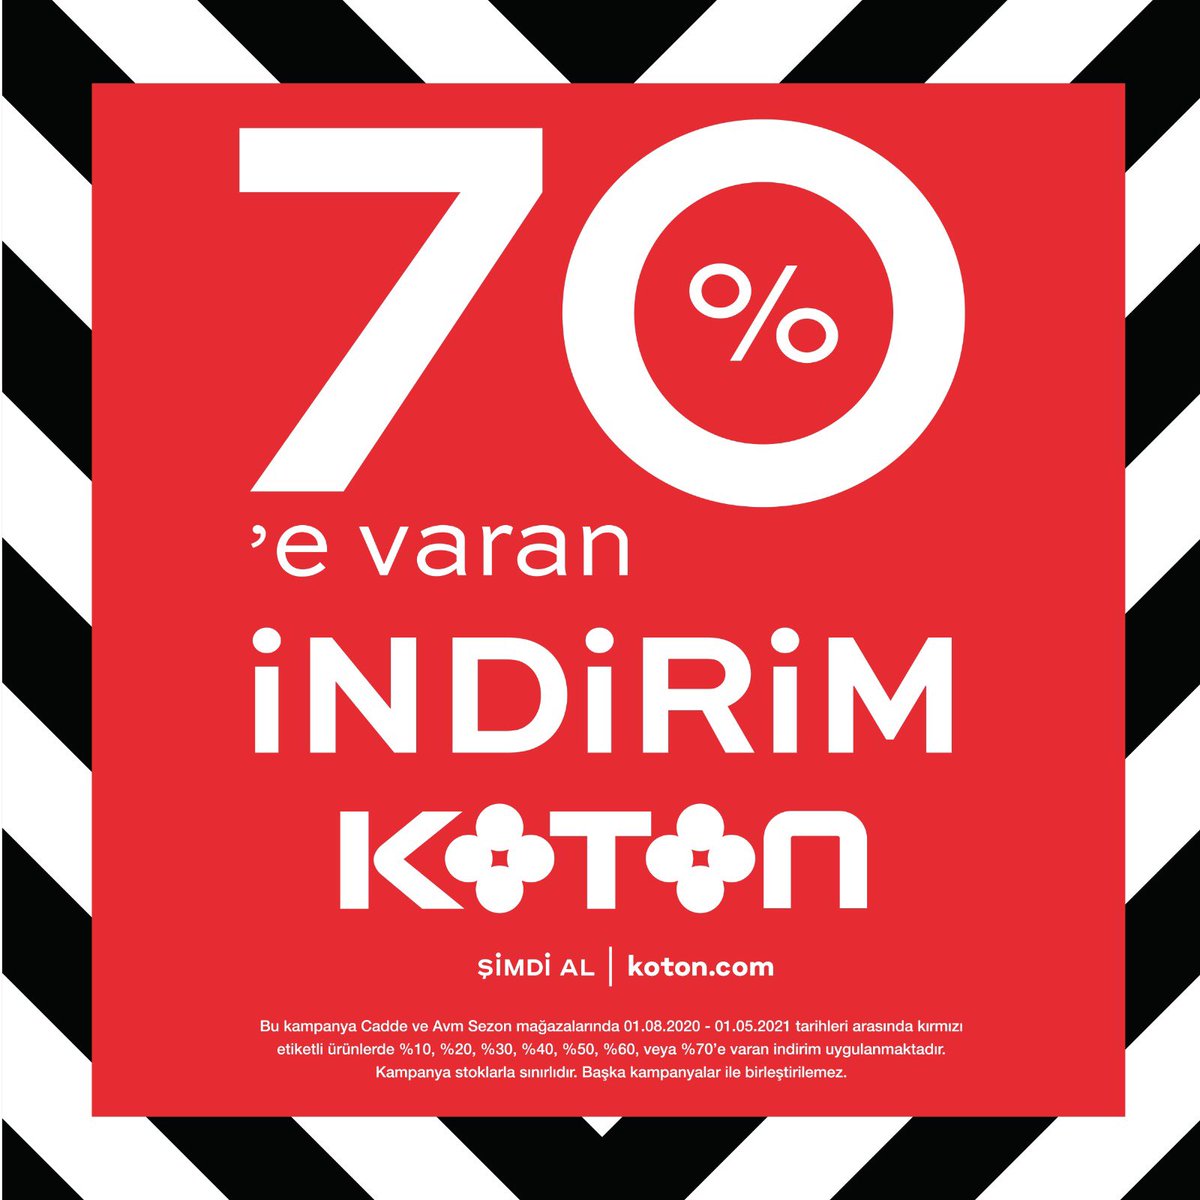 70%
'e varan
İNDİRİM
KOTON
ŞİMDİ AL | koton.com
Bu kampanya Cadde ve Avm Sezon mağazalarında 01.08.2020 - 01.05.2021 tarihleri arasında kırmızı
etiketli ürünlerde %10, %20, %30, %40, %50, %60, veya %70'e varan indirim uygulanmaktadır.
Kampanya stoklarla sınırlıdır. Başka kampanyalar ile birleştirilemez.